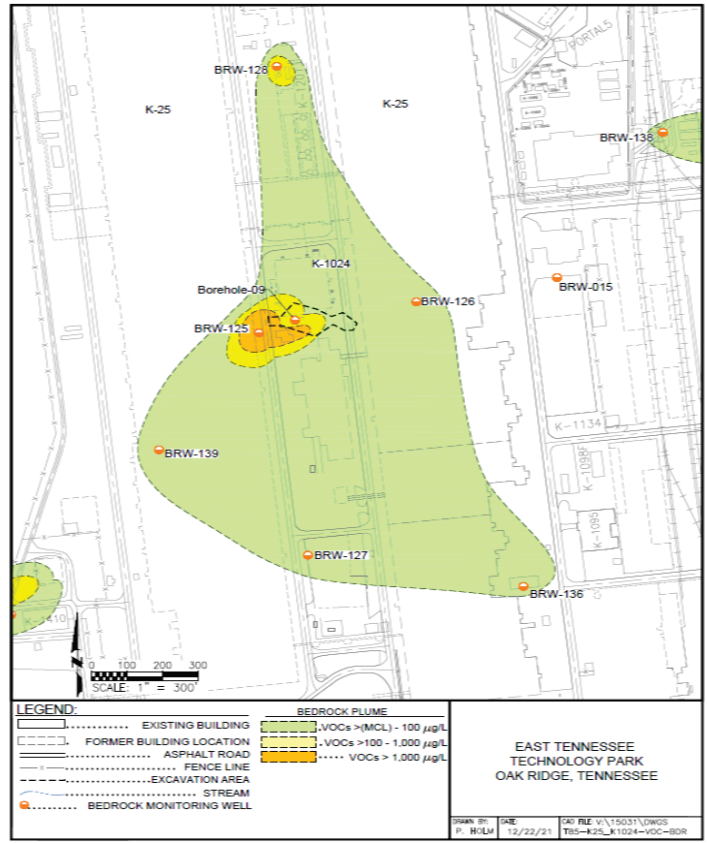 PORTAL5
BRW-128
K-1201
K-25
K-25
BRW-138
K-1024
BRW-015
Borehole-09
BRW-126
BRW-125
K-1134
BRW-139
K-1098F
K-1095
BRW-127
BRW-136
K-1410
0 100 200 300
SCALE: 1" = 300'
LEGEND:
EXISTING BUILDING
FORMER BUILDING LOCATION
ASPHALT ROAD
FENCE LINE
EXCAVATION AREA
STREAM
BEDROCK MONITORING WELL
BEDROCK PLUME
VOCs >(MCL) - 100 µg/L
VOCs >100 - 1,000 µg/L
VOCs > 1,000 µg/L
EAST TENNESSEE
TECHNOLOGY PARK
OAK RIDGE, TENNESSEE
DRAWN BY: DATE: CAD FILE: V:\15031\DWGS
P. HOLM 12/22/21 TB5-K25_K1024-VOC-BDR